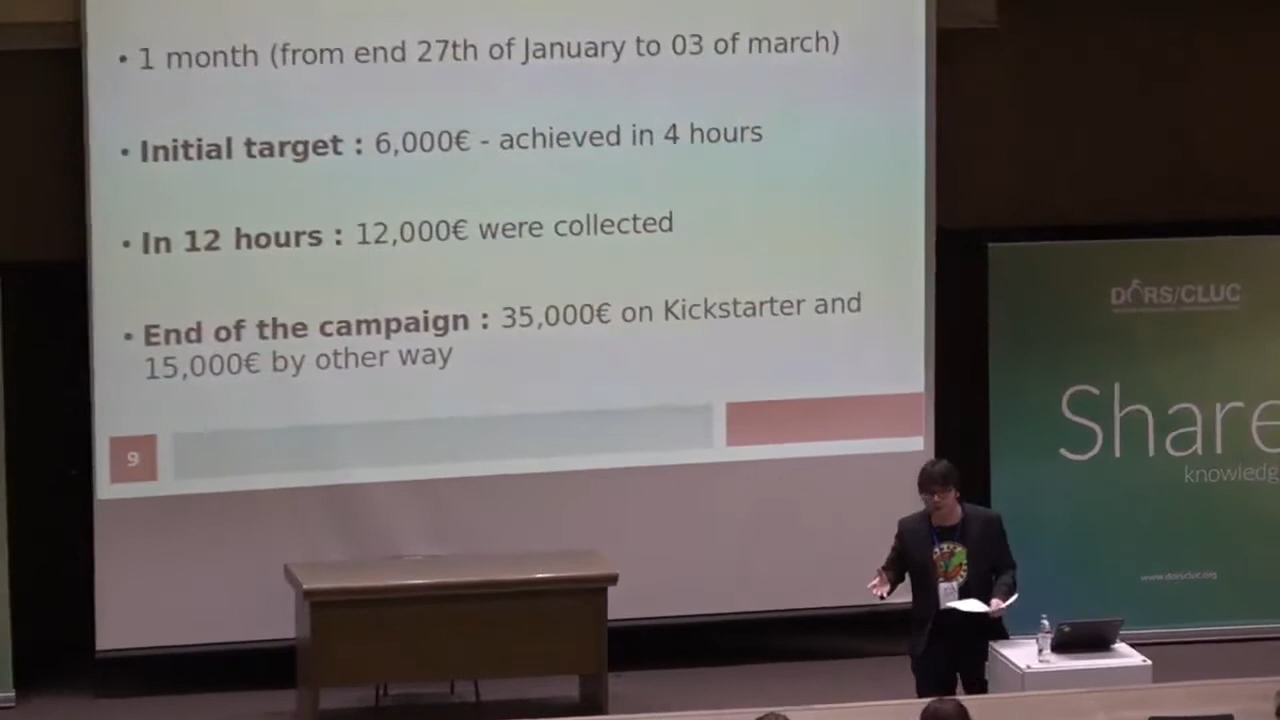 • 1 month (from end 27th of January to 03 of march)
• Initial target : 6,000€ - achieved in 4 hours
• In 12 hours : 12,000€ were collected
• End of the campaign : 35,000€ on Kickstarter and
15,000€ by other way
9
DORS/CLUC
Share
knowledg
www.dorscluc.org